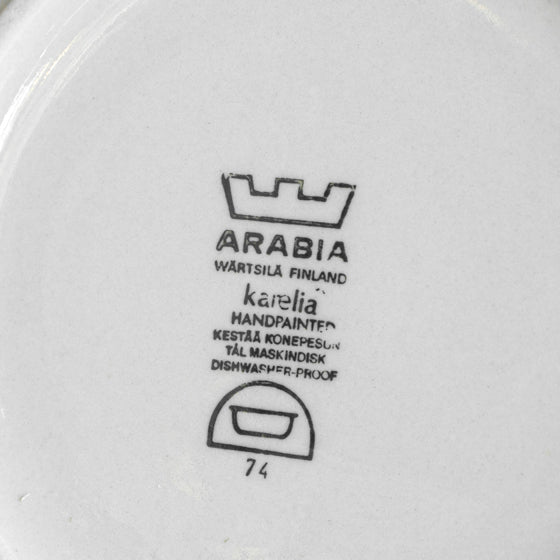 ARABIA
WÄRTSILÄ FINLAND
karelia
HANDPAINTED
KESTÄÄ KONEPESUN
TÅL MASKINDISK
DISHWASHER-PROOF
74